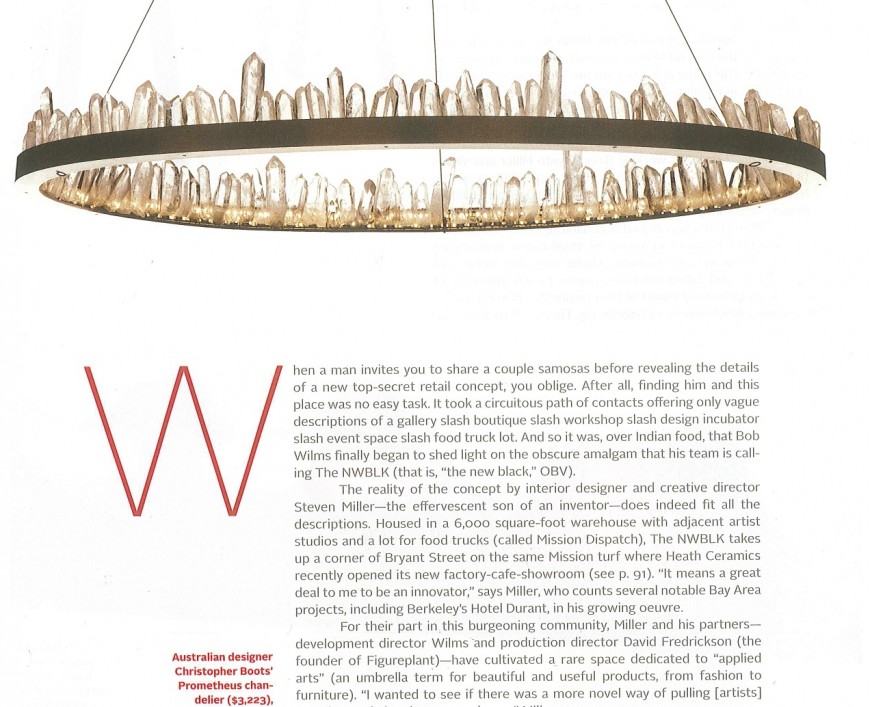 When a man invites you to share a couple samosas before revealing the details
of a new top-secret retail concept, you oblige. After all, finding him and this
place was no easy task. It took a circuitous path of contacts offering only vague
descriptions of a gallery slash boutique slash workshop slash design incubator
slash event space slash food truck lot. And so it was, over Indian food, that Bob
Wilms finally began to shed light on the obscure amalgam that his team is call-
ing The NWBLK (that is, “the new black,” OBV).
The reality of the concept by interior designer and creative director
Steven Miller—the effervescent son of an inventor—does indeed fit all the
descriptions. Housed in a 6,000 square-foot warehouse with adjacent artist
studios and a lot for food trucks (called Mission Dispatch), The NWBLK takes
up a corner of Bryant Street on the same Mission turf where Heath Ceramics
recently opened its new factory-cafe-showroom (see p. 91). “It means a great
deal to me to be an innovator,” says Miller, who counts several notable Bay Area
projects, including Berkeley's Hotel Durant, in his growing oeuvre.
For their part in this burgeoning community, Miller and his partners—
development director Wilms and production director David Fredrickson (the
founder of Figureplant)—have cultivated a rare space dedicated to “applied
arts” (an umbrella term for beautiful and useful products, from fashion to
furniture). “I wanted to see if there was a more novel way of pulling [artists]
Australian designer
Christopher Boots'
Prometheus chan-
delier ($3,223),